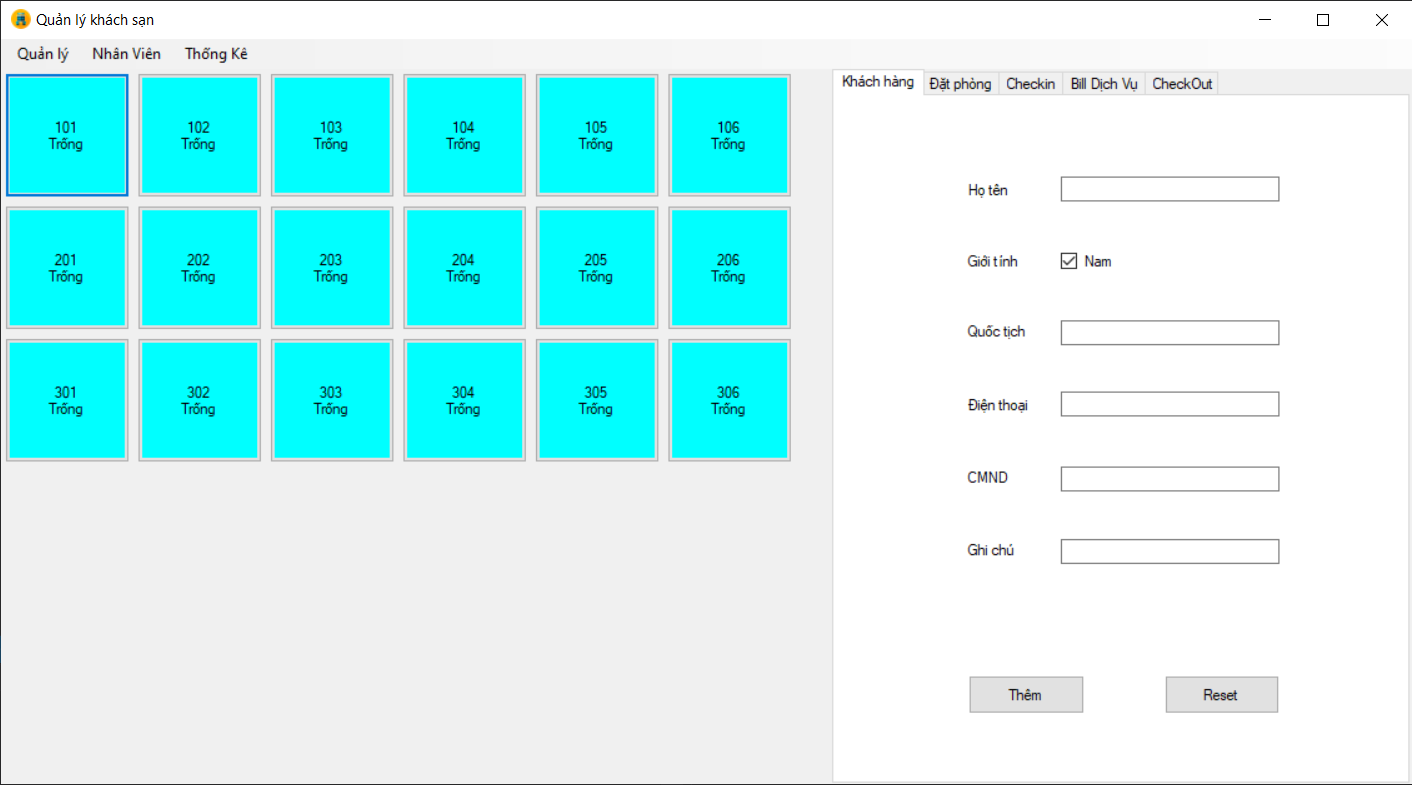 Quản lý khách sạn
Quản lý Nhân Viên Thống Kê
Khách hàng Đặt phòng Checkin Bill Dịch Vụ CheckOut
101
Trống
102
Trống
103
Trống
104
Trống
105
Trống
106
Trống
201
Trống
202
Trống
203
Trống
204
Trống
205
Trống
206
Trống
301
Trống
302
Trống
303
Trống
304
Trống
305
Trống
306
Trống
Họ tên
Giới tính Nam
Quốc tịch
Điện thoại
CMND
Ghi chú
Thêm Reset